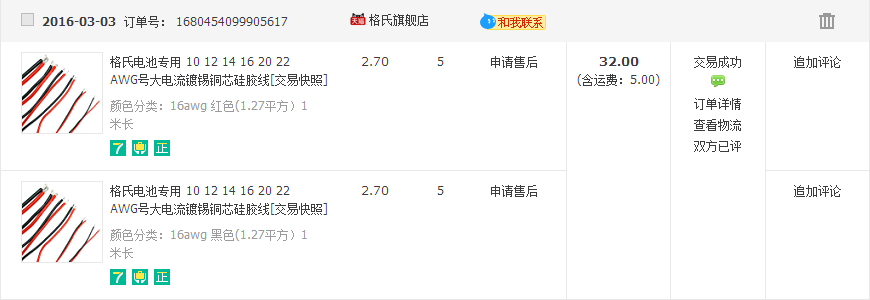 2016-03-03 订单号： 1680454099905617 天猫 格氏旗舰店 和我联系
格氏电池专用 10 12 14 16 20 22 2.70 5 申请售后 32.00 交易成功 追加评论
AWG号大电流镀锡铜芯硅胶线[交易快照] (含运费：5.00)
颜色分类：16awg 红色(1.27平方）1 订单详情
米长 查看物流
7 正 双方已评
格氏电池专用 10 12 14 16 20 22 2.70 5 申请售后 追加评论
AWG号大电流镀锡铜芯硅胶线[交易快照]
颜色分类：16awg 黑色(1.27平方）1
米长
7 正